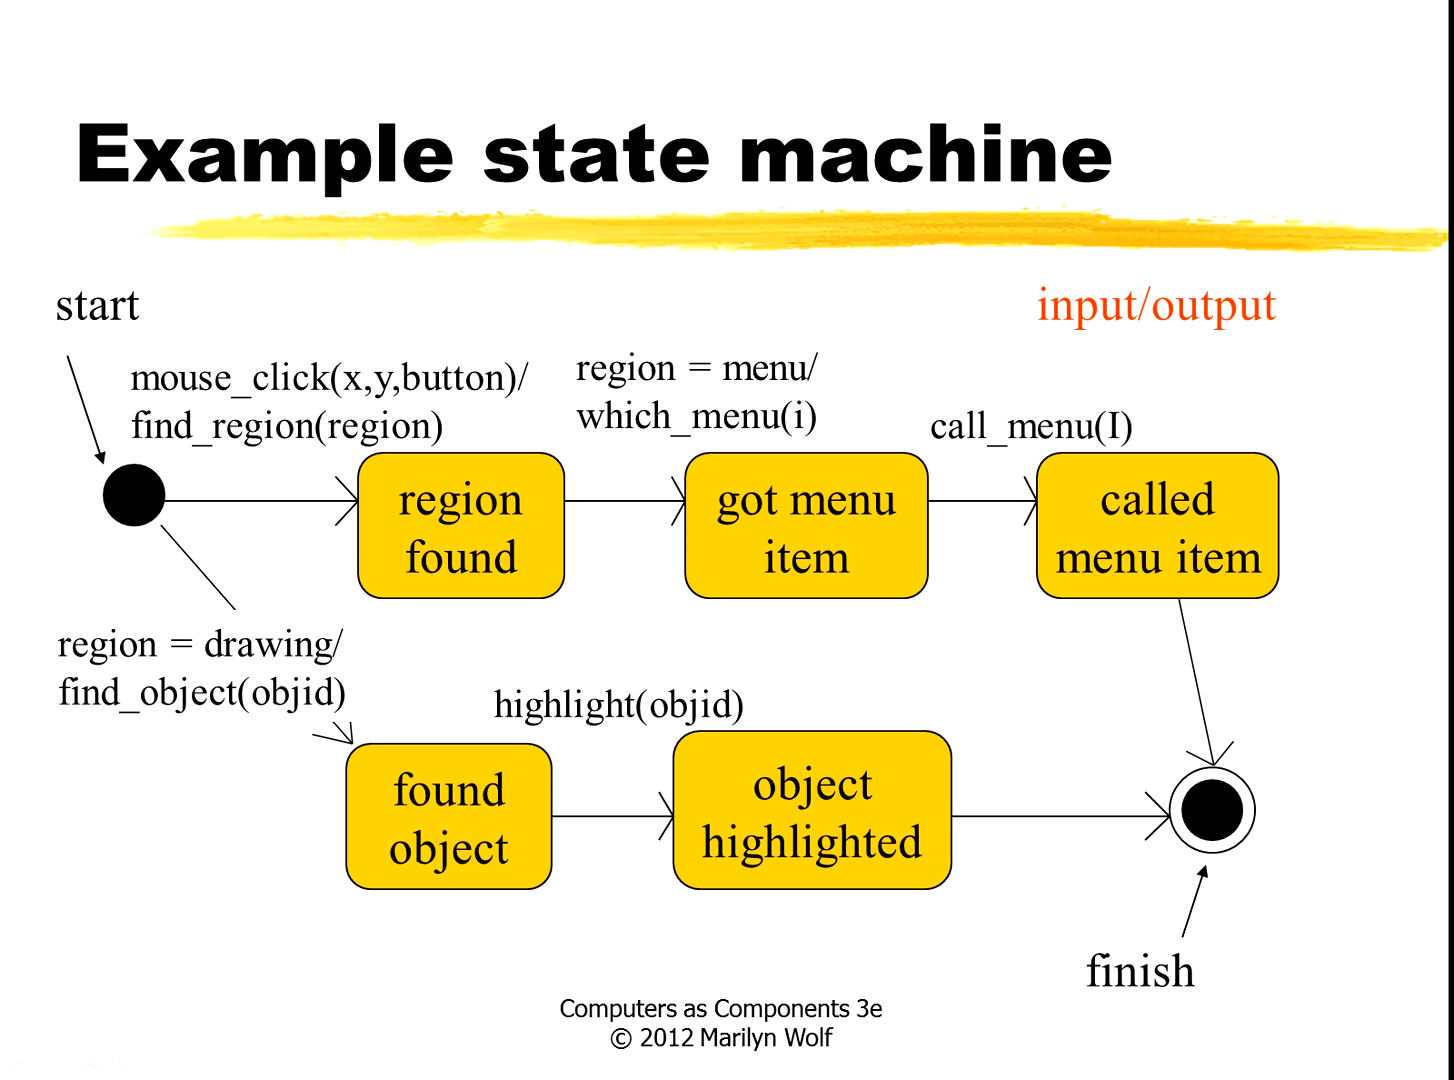 Example state machine
start
input/output
mouse_click(x,y,button)/
find_region(region)
region = menu/
which_menu(i)
call_menu(I)
region
found
got menu
item
called
menu item
region = drawing/
find_object(objid)
highlight(objid)
found
object
object
highlighted
finish
Computers as Components 3e
© 2012 Marilyn Wolf